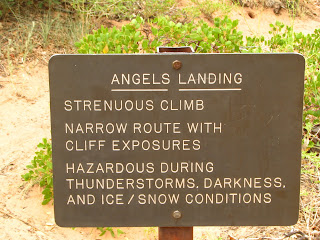 ANGELS LANDING
STRENUOUS CLIMB
NARROW ROUTE WITH
CLIFF EXPOSURES
HAZARDOUS DURING
THUNDERSTORMS, DARKNESS,
AND ICE/SNOW CONDITIONS